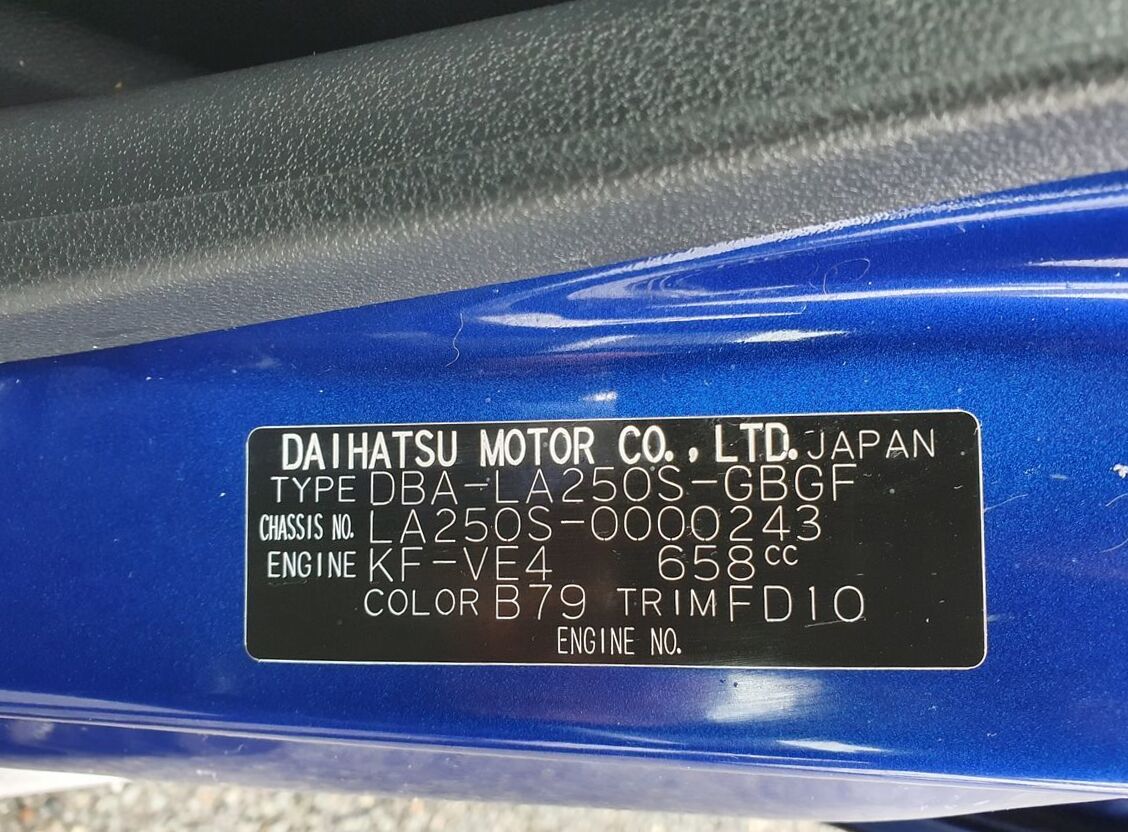 DAIHATSU MOTOR CO., LTD. JAPAN
TYPE DBA-LA250S-GBGF
CHASSIS NO. LA250S-0000243
ENGINE KF-VE4 658cc
COLOR B79 TRIM FD10
ENGINE NO.